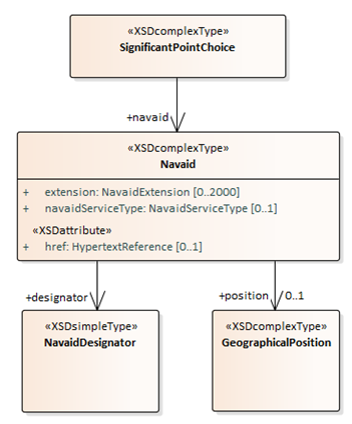 «XSDcomplexType»
SignificantPointChoice
+navaid
«XSDcomplexType»
Navaid
+ extension: NavaidExtension [0..2000]
+ navaidServiceType: NavaidServiceType [0..1]
«XSDattribute»
+ href: HypertextReference [0..1]
+designator
+position 0..1
«XSDsimpleType»
NavaidDesignator
«XSDcomplexType»
GeographicalPosition